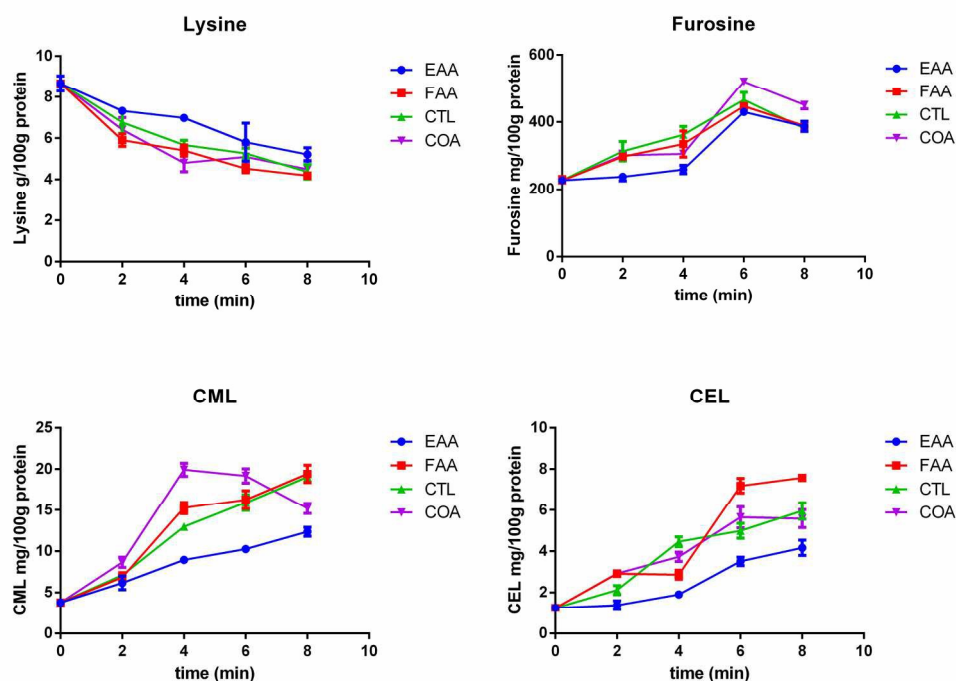 Lysine
Lysine g/100g protein
10
8
6
4
2
0
0 2 4 6 8 10
time (min)
EAA
FAA
CTL
COA
Furosine
Furosine mg/100g protein
600
400
200
0
0 2 4 6 8 10
time (min)
EAA
FAA
CTL
COA
CML
CML mg/100g protein
25
20
15
10
5
0
0 2 4 6 8 10
time (min)
EAA
FAA
CTL
COA
CEL
CEL mg/100g protein
10
8
6
4
2
0
0 2 4 6 8 10
time (min)
EAA
FAA
CTL
COA